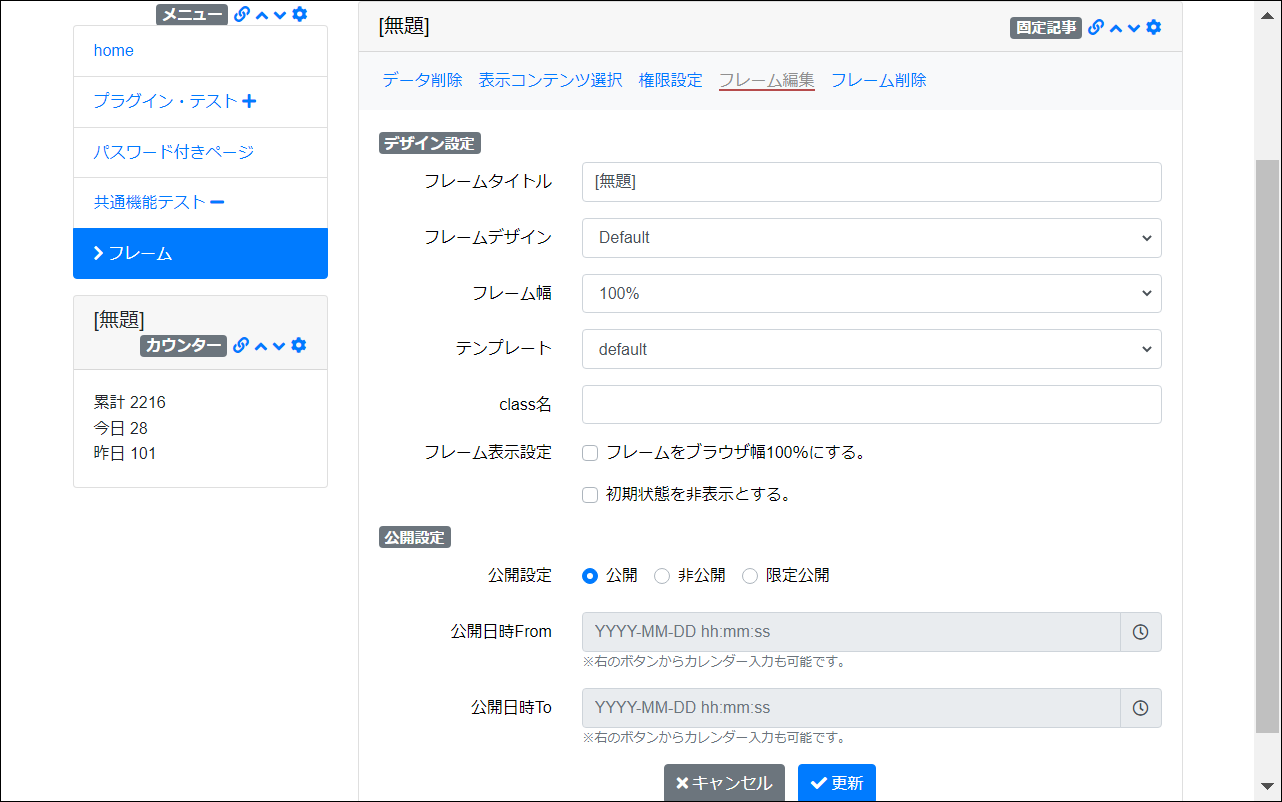 メニュー
home
プラグイン・テスト
パスワード付きページ
共通機能テスト
フレーム
[無題]
カウンター
累計 2216
今日 28
昨日 101
[無題]
固定記事
データ削除 表示コンテンツ選択 権限設定 フレーム編集 フレーム削除
デザイン設定
フレームタイトル [無題]
フレームデザイン Default
フレーム幅 100%
テンプレート default
class名
フレーム表示設定 フレームをブラウザ幅100%にする。
初期状態を非表示とする。
公開設定
公開設定 公開 非公開 限定公開
公開日時From YYYY-MM-DD hh:mm:ss
※右のボタンからカレンダー入力も可能です。
公開日時To YYYY-MM-DD hh:mm:ss
※右のボタンからカレンダー入力も可能です。
キャンセル 更新